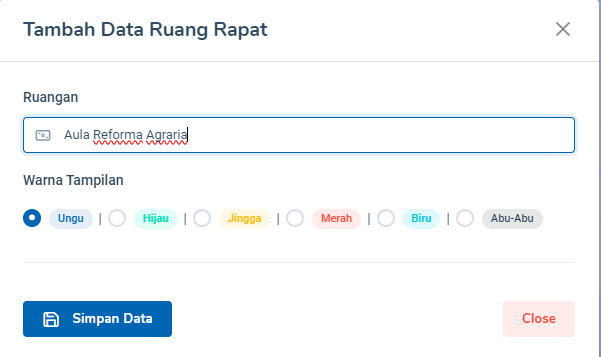 Tambah Data Ruang Rapat
Ruangan
Aula Reforma Agraria
Warna Tampilan
Ungu | Hijau | Jingga | Merah | Biru | Abu-Abu
Simpan Data Close